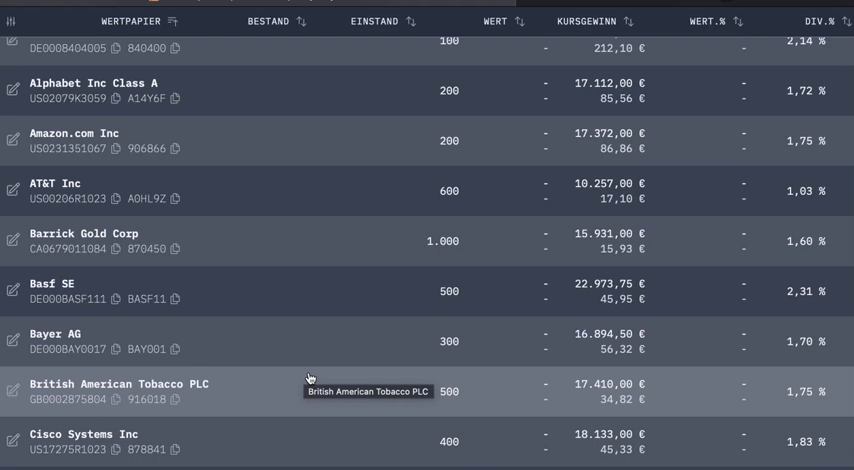 WERTPAPIER BESTAND EINSTAND WERT KURSGEWINN WERT.% DIV.%
100 2,14 %
DE0008404005 840400 - 212,10 € -
Alphabet Inc Class A - 17.112,00 € -
200 1,72 %
US02079K3059 A14Y6F - 85,56 € -
Amazon.com Inc - 17.372,00 € -
200 1,75 %
US0231351067 906866 - 86,86 € -
AT&T Inc - 10.257,00 € -
600 1,03 %
US00206R1023 A0HL9Z - 17,10 € -
Barrick Gold Corp - 15.931,00 € -
1.000 1,60 %
CA0679011084 870450 - 15,93 € -
Basf SE - 22.973,75 € -
500 2,31 %
DE000BASF111 BASF11 - 45,95 € -
Bayer AG - 16.894,50 € -
300 1,70 %
DE000BAY0017 BAY001 - 56,32 € -
British American Tobacco PLC - 17.410,00 € -
British American Tobacco PLC 500 1,75 %
GB0002875804 916018 - 34,82 € -
Cisco Systems Inc - 18.133,00 € -
400 1,83 %
US17275R1023 878841 - 45,33 € -